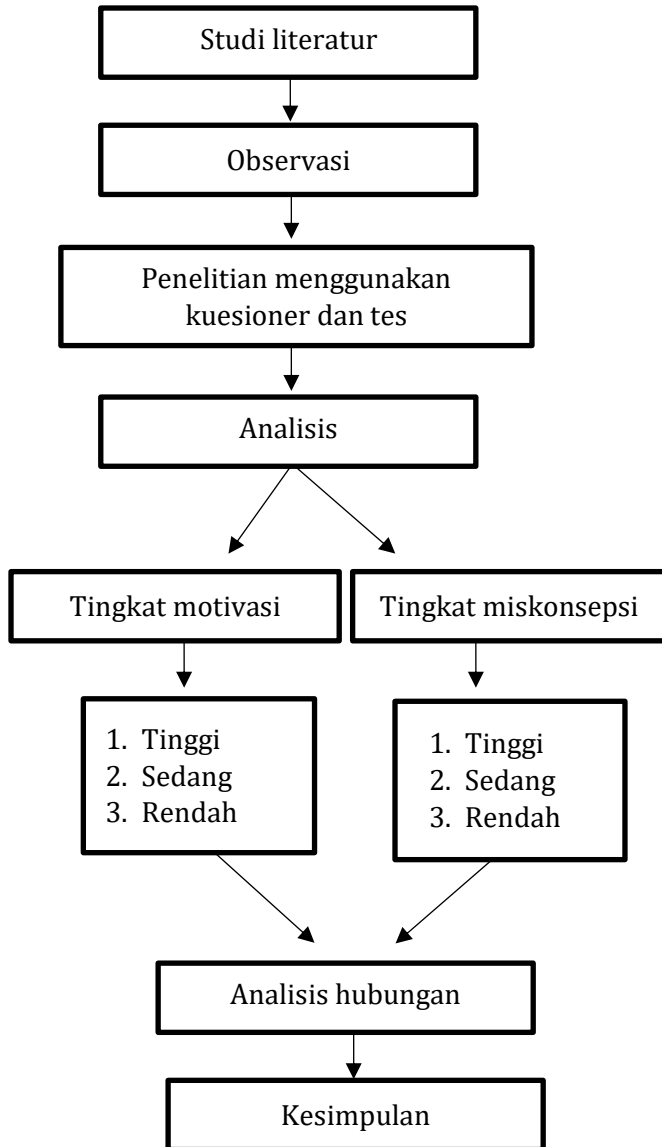 Studi literatur
Observasi
Penelitian menggunakan
kuesioner dan tes
Analisis
Tingkat motivasi
Tingkat miskonsepsi
1. Tinggi
2. Sedang
3. Rendah
1. Tinggi
2. Sedang
3. Rendah
Analisis hubungan
Kesimpulan